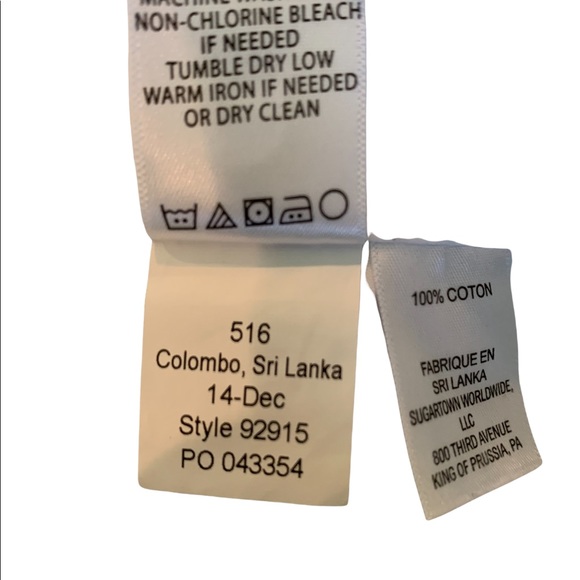 MACHINE
NON-CHLORINE BLEACH
IF NEEDED
TUMBLE DRY LOW
WARM IRON IF NEEDED
OR DRY CLEAN
516
Colombo, Sri Lanka
14-Dec
Style 92915
PO 043354
100% COTON
FABRIQUE EN
SRI LANKA
SUGARTOWN WORLDWIDE,
LLC
800 THIRD AVENUE
KING OF PRUSSIA, PA